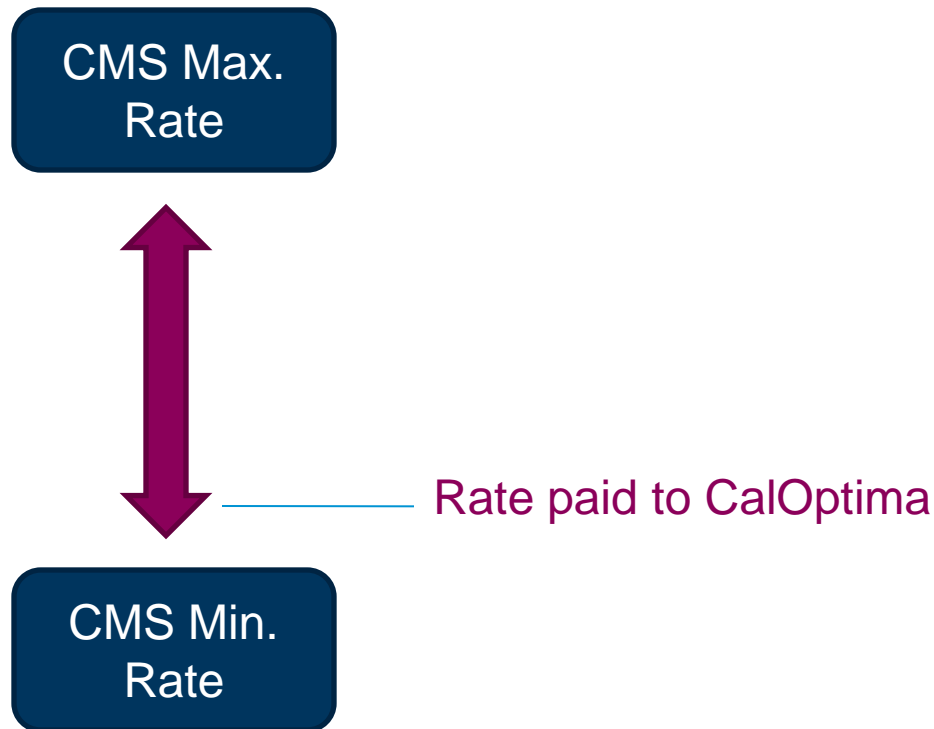 CMS Max.
Rate
Rate paid to CalOptima
CMS Min.
Rate